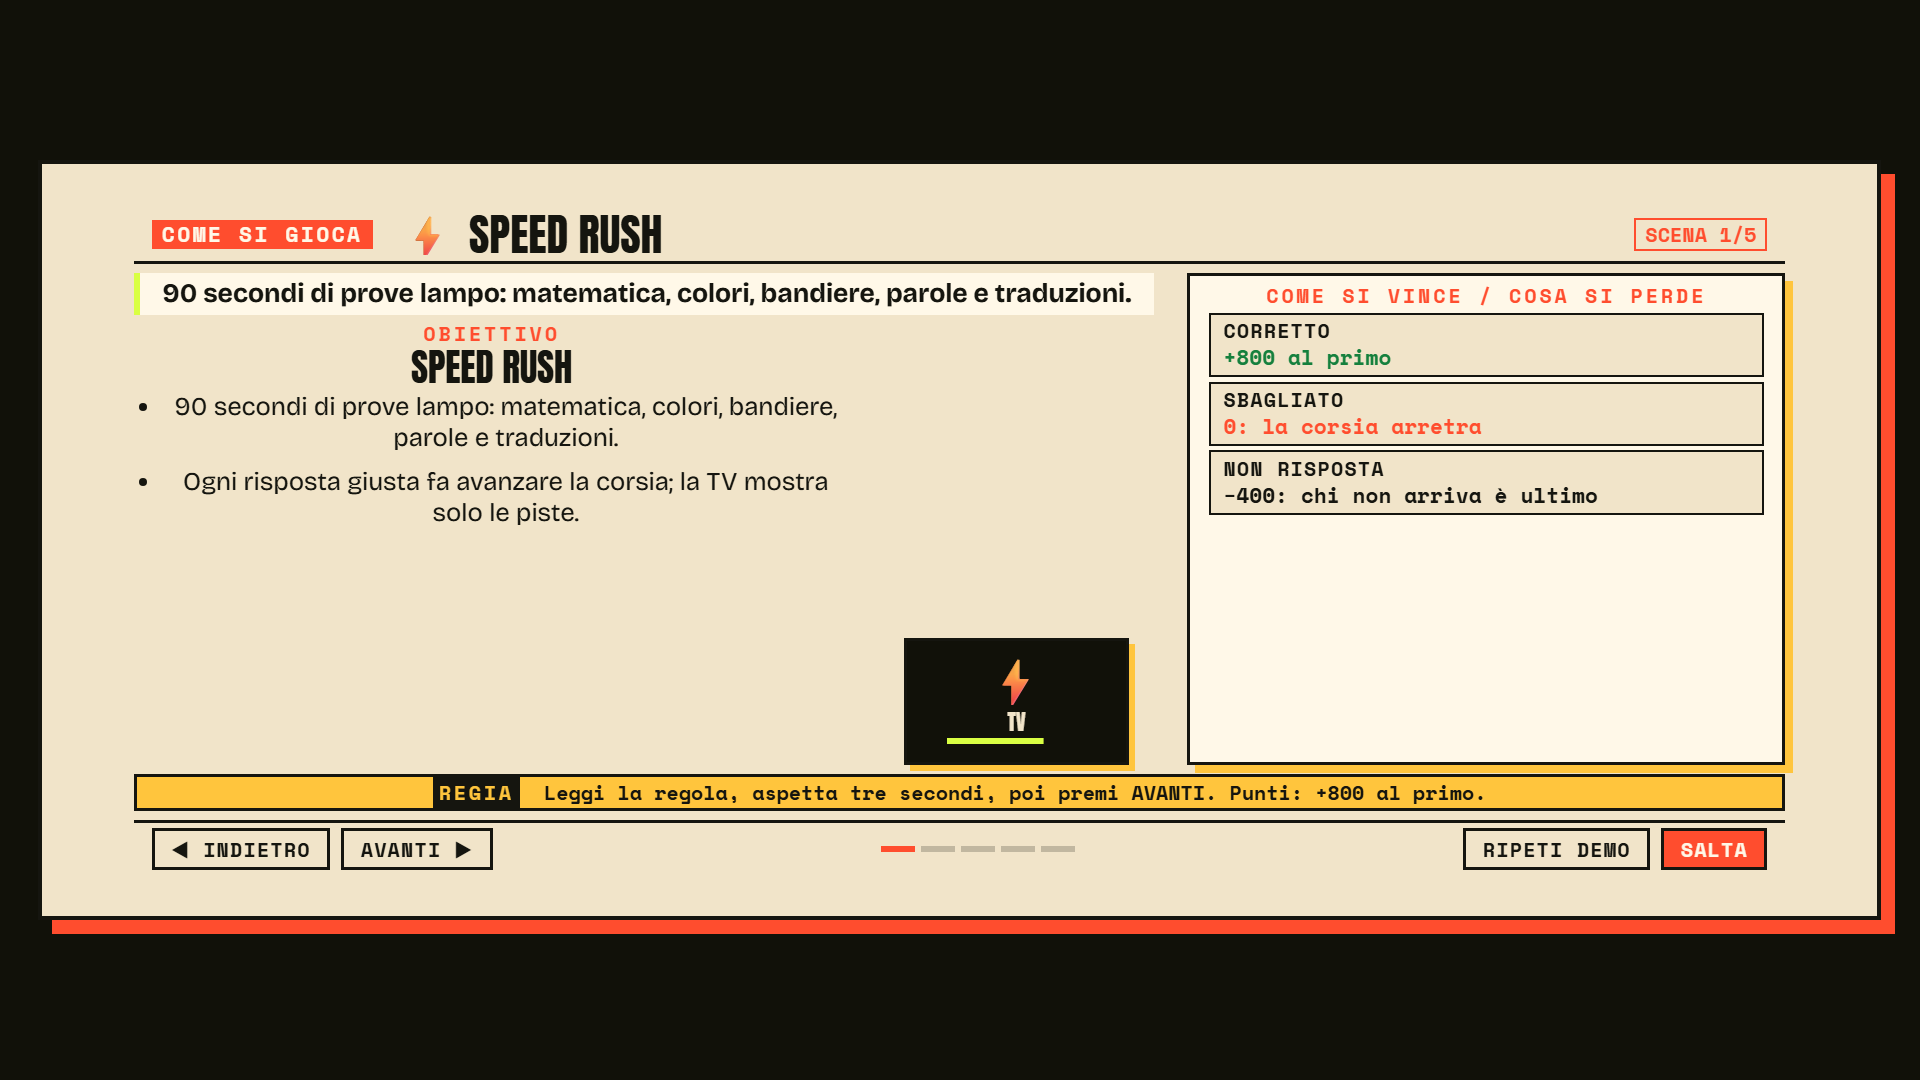 COME SI GIOCA
SPEED RUSH
SCENA 1/5
90 secondi di prove lampo: matematica, colori, bandiere, parole e traduzioni.
OBIETTIVO
SPEED RUSH
• 90 secondi di prove lampo: matematica, colori, bandiere,
parole e traduzioni.
• Ogni risposta giusta fa avanzare la corsia; la TV mostra
solo le piste.
TV
COME SI VINCE / COSA SI PERDE
CORRETTO
+800 al primo
SBAGLIATO
0: la corsia arretra
NON RISPOSTA
-400: chi non arriva è ultimo
REGIA Leggi la regola, aspetta tre secondi, poi premi AVANTI. Punti: +800 al primo.
◀ INDIETRO
AVANTI ▶
RIPETI DEMO
SALTA